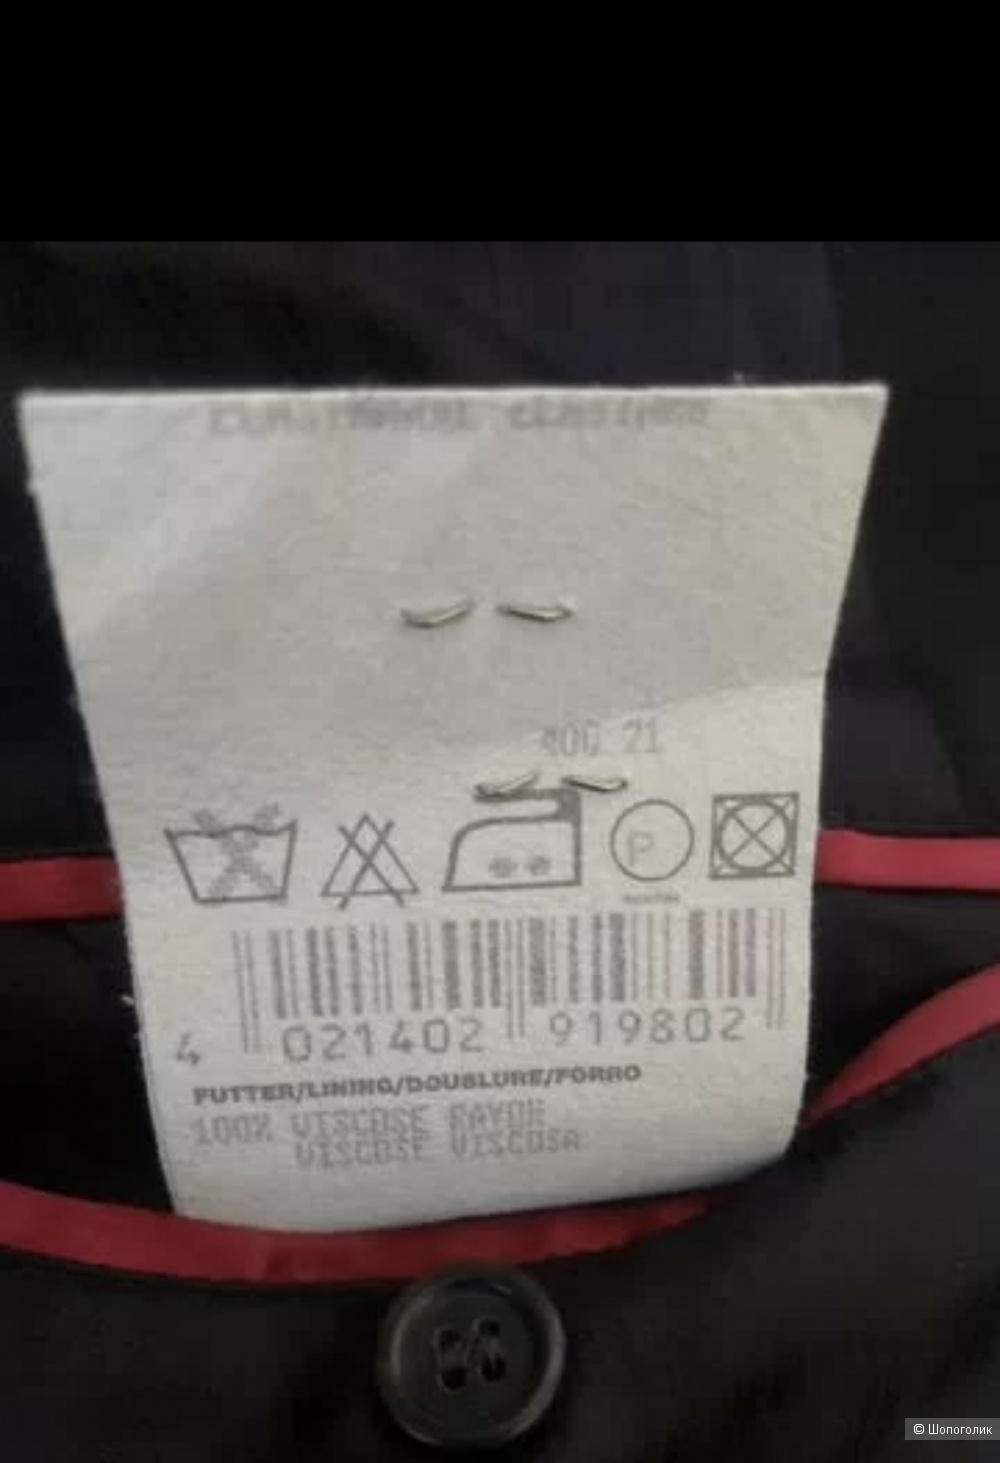 400 21
P
4 021402 919802
FUTTER/LINING/DOUBLURE/FORRO
100% VISCOSE RAYON
VISCOSE VISCOSA
© Шопоголик